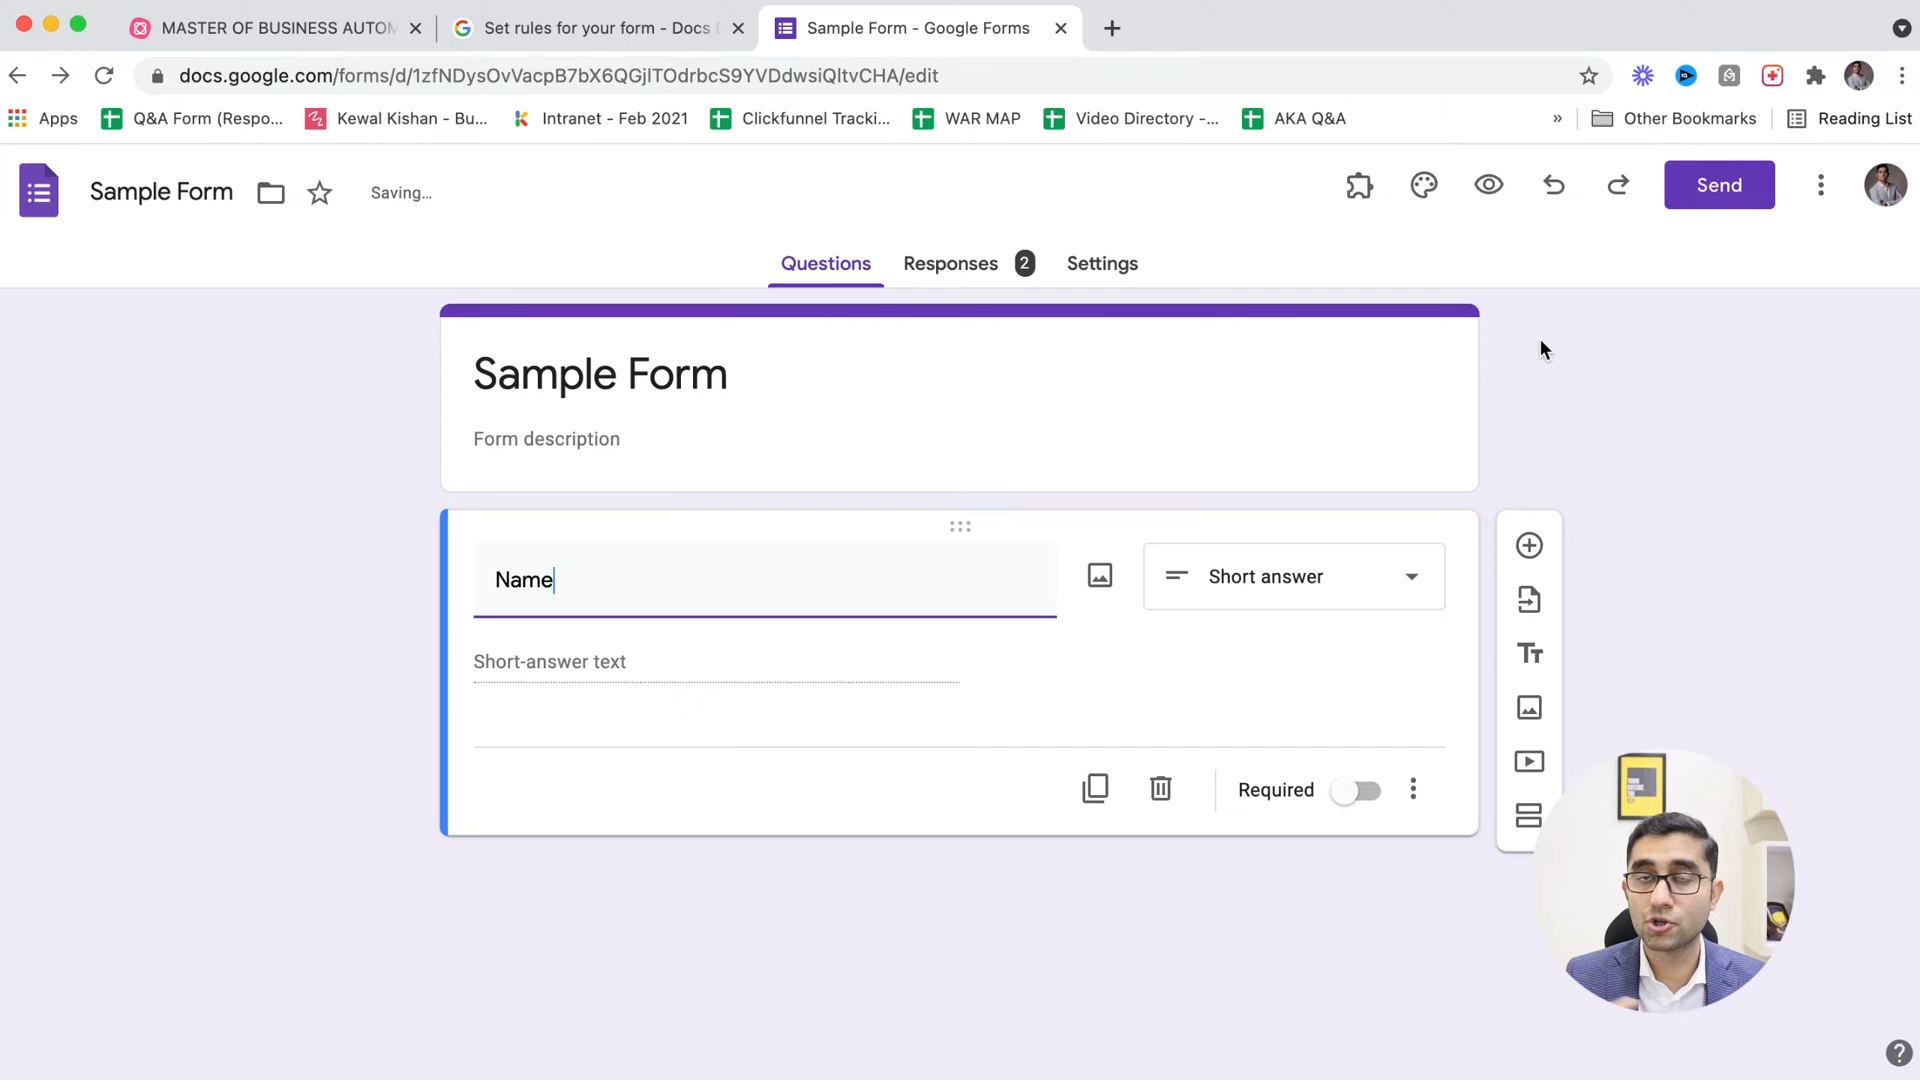 MASTER OF BUSINESS AUTOM
Set rules for your form - Docs E
Sample Form - Google Forms
docs.google.com/forms/d/1zfNDysOvVacpB7bX6QGjlTOdrbcS9YVDdwsiQltvCHA/edit
Apps
Q&A Form (Respo...
Kewal Kishan - Bu...
Intranet - Feb 2021
Clickfunnel Tracki...
WAR MAP
Video Directory -...
AKA Q&A
»
Other Bookmarks
Reading List
Sample Form
Saving...
Send
Questions
Responses 2
Settings
Sample Form
Form description
Name
Short answer
Short-answer text
Required